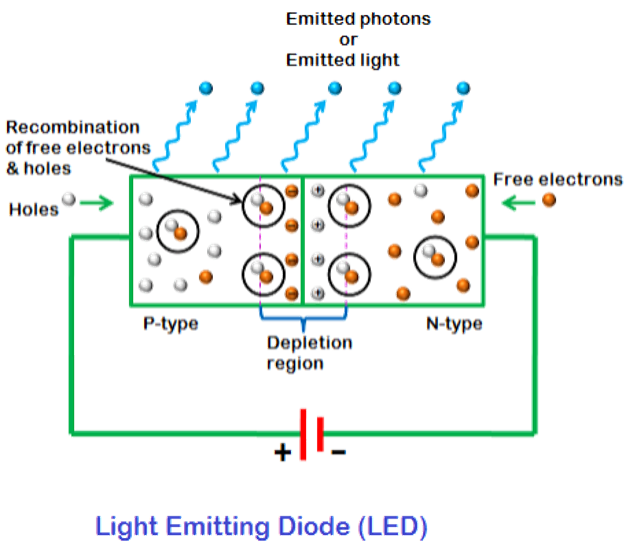 Emitted photons
or
Emitted light
Recombination
of free electrons
& holes
Holes
Free electrons
P-type
N-type
Depletion
region
+
−
Light Emitting Diode (LED)